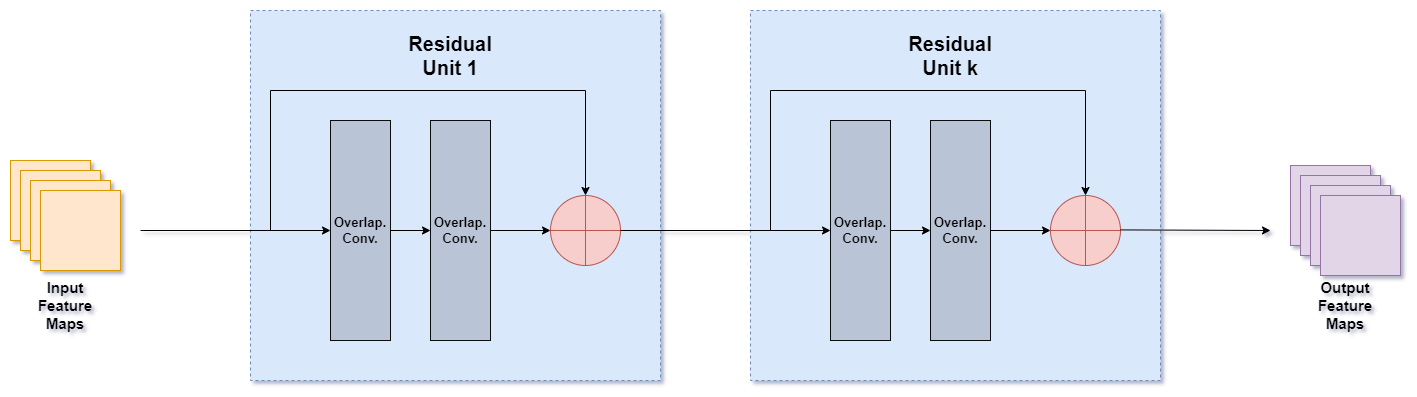 Residual
Unit 1
Residual
Unit k
Overlap.
Conv.
Overlap.
Conv.
Overlap.
Conv.
Overlap.
Conv.
Input
Feature
Maps
Output
Feature
Maps